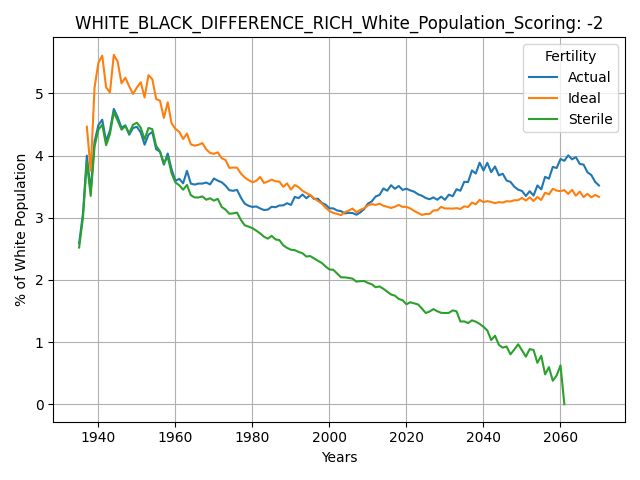 WHITE_BLACK_DIFFERENCE_RICH_White_Population_Scoring: -2
Fertility
Actual
Ideal
Sterile
% of White Population
5
4
3
2
1
0
1940 1960 1980 2000 2020 2040 2060
Years